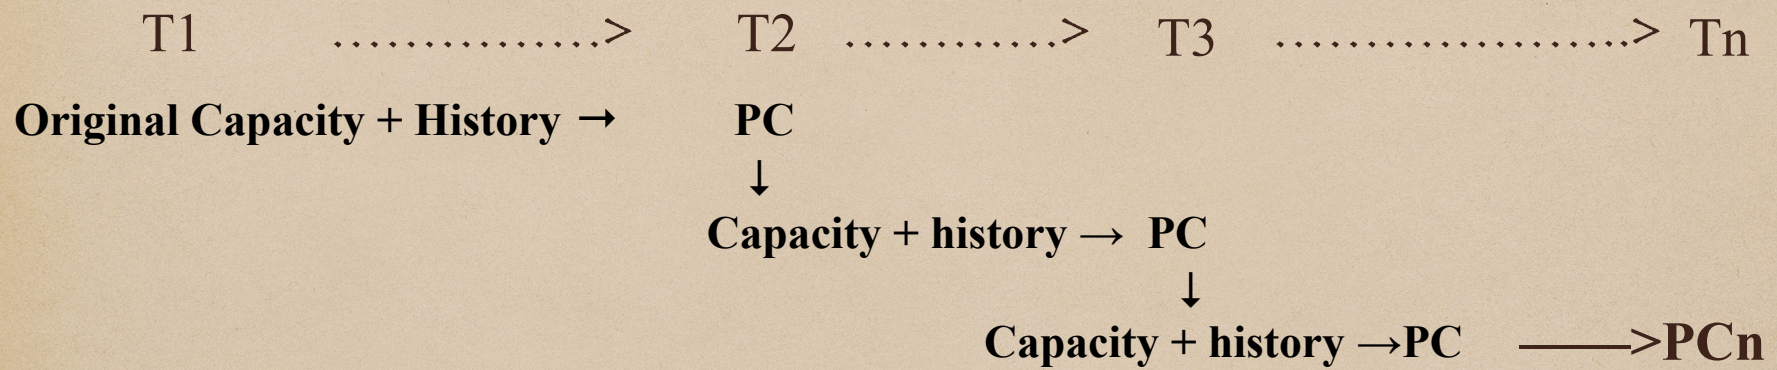 T1 ...............> T2 ............> T3 ....................> Tn
Original Capacity + History → PC
↓
Capacity + history → PC
↓
Capacity + history →PC ——>PCn